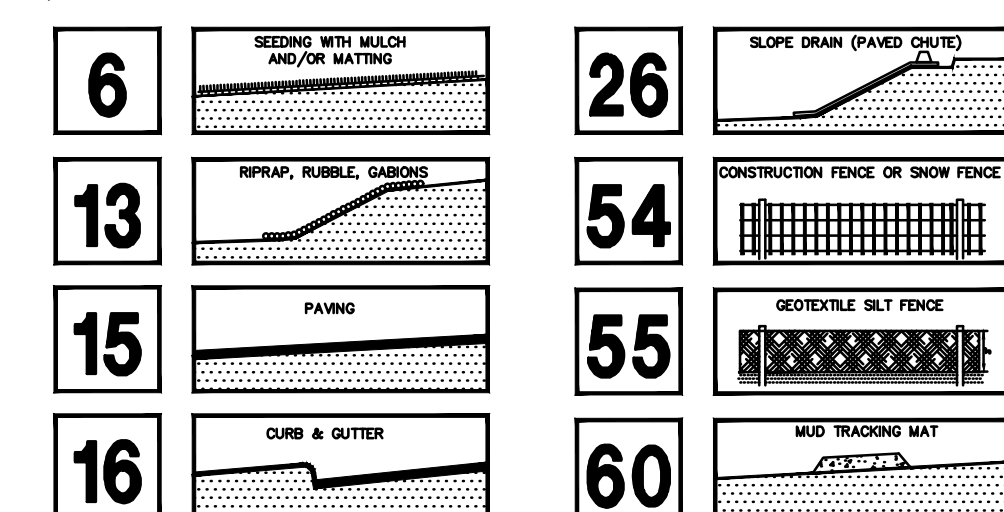 6
SEEDING WITH MULCH
AND/OR MATTING
26
SLOPE DRAIN (PAVED CHUTE)
13
RIPRAP, RUBBLE, GABIONS
54
CONSTRUCTION FENCE OR SNOW FENCE
15
PAVING
55
GEOTEXTILE SILT FENCE
16
CURB & GUTTER
60
MUD TRACKING MAT